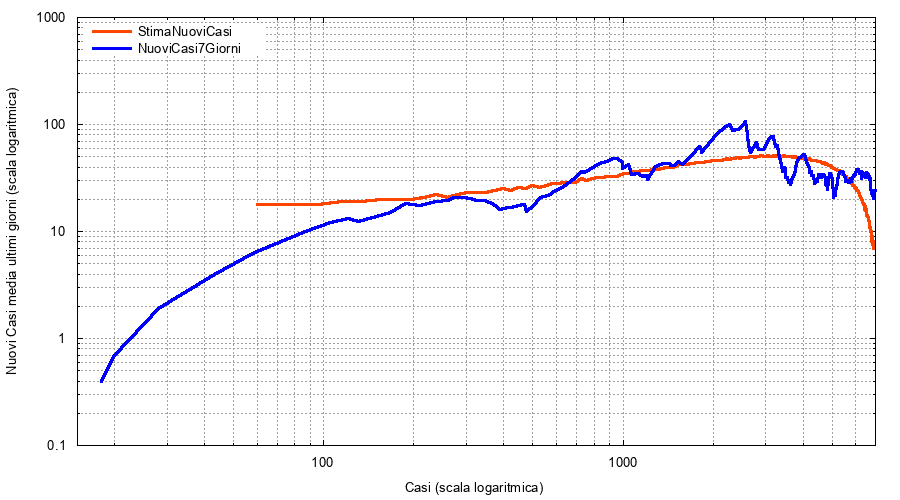 1000
StimaNuoviCasi
NuoviCasi7Giorni
100
10
1
0.1
Nuovi Casi media ultimi giorni (scala logaritmica)
100
1000
Casi (scala logaritmica)